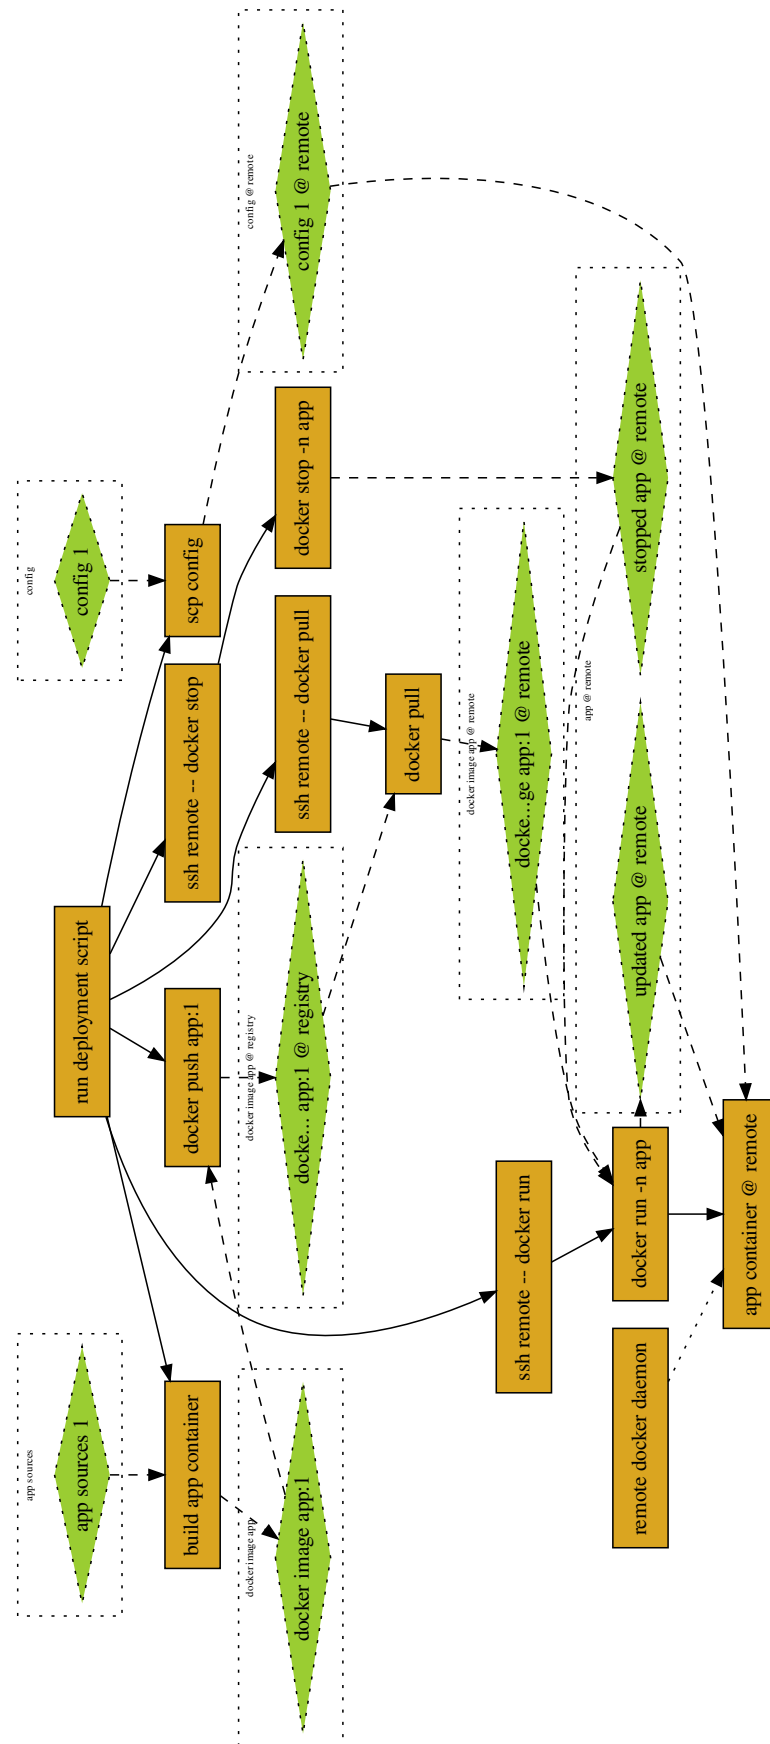 app sources
app sources 1
config
config 1
run deployment script
build app container
docker push app:1
ssh remote -- docker stop
scp config
docker image app
docker image app:1
docker image app @ registry
docke... app:1 @ registry
ssh remote -- docker pull
docker stop -n app
config @ remote
config 1 @ remote
docker pull
docker image app @ remote
docke...ge app:1 @ remote
ssh remote -- docker run
app @ remote
remote docker daemon
docker run -n app
updated app @ remote
stopped app @ remote
app container @ remote